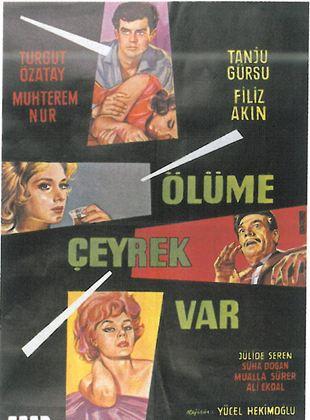 TURGUT
ÖZATAY
MUHTEREM
NUR
TANJU
GÜRSU
FİLİZ
AKIN
ÖLÜME
ÇEYREK
VAR
JÜLİDE SEREN
SÜHA DOĞAN
MUALLA SÜRER
ALİ EKDAL
YÜCEL HEKİMOĞLU